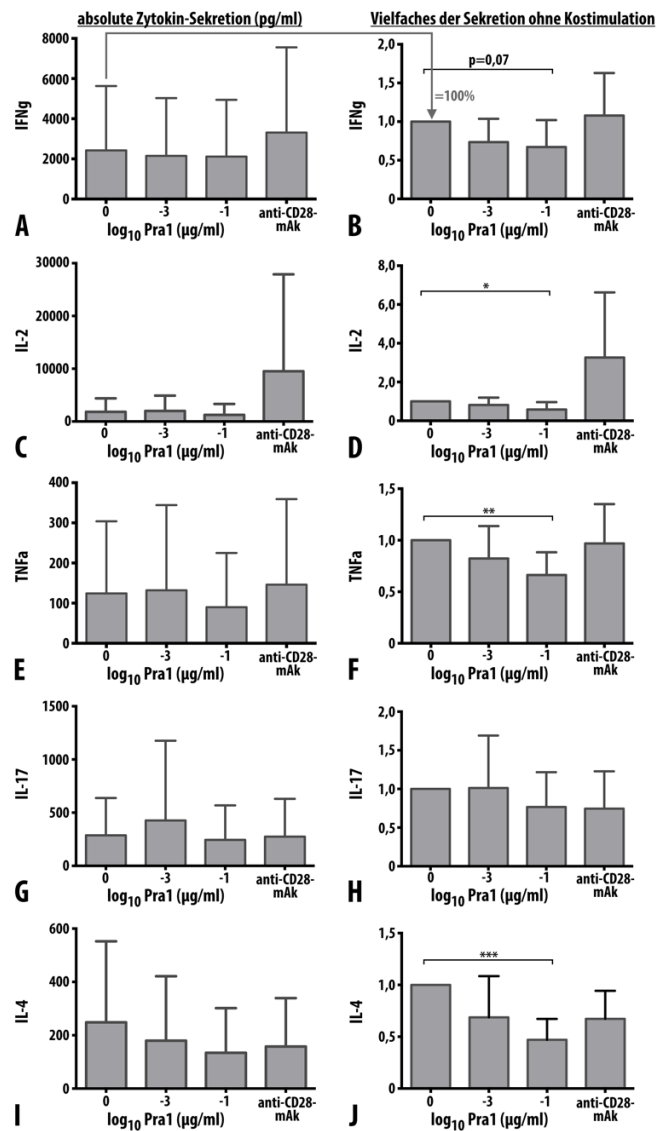 absolute Zytokin-Sekretion (pg/ml)
Vielfaches der Sekretion ohne Kostimulation
IFNg
8000
6000
4000
2000
0
0
-3
-1
anti-CD28-
mAk
log10 Pra1 (µg/ml)
A
IFNg
2,0
1,5
1,0
0,5
0
p=0,07
=100%
0
-3
-1
anti-CD28-
mAk
log10 Pra1 (µg/ml)
B
IL-2
30000
20000
10000
0
0
-3
-1
anti-CD28-
mAk
log10 Pra1 (µg/ml)
C
IL-2
8,0
6,0
4,0
2,0
0
*
0
-3
-1
anti-CD28-
mAk
log10 Pra1 (µg/ml)
D
TNFa
400
300
200
100
0
0
-3
-1
anti-CD28-
mAk
log10 Pra1 (µg/ml)
E
TNFa
1,5
1,0
0,5
0
**
0
-3
-1
anti-CD28-
mAk
log10 Pra1 (µg/ml)
F
IL-17
1500
1000
500
0
0
-3
-1
anti-CD28-
mAk
log10 Pra1 (µg/ml)
G
IL-17
2,0
1,5
1,0
0,5
0
0
-3
-1
anti-CD28-
mAk
log10 Pra1 (µg/ml)
H
IL-4
600
400
200
0
0
-3
-1
anti-CD28-
mAk
log10 Pra1 (µg/ml)
I
IL-4
1,5
1,0
0,5
0
***
0
-3
-1
anti-CD28-
mAk
log10 Pra1 (µg/ml)
J